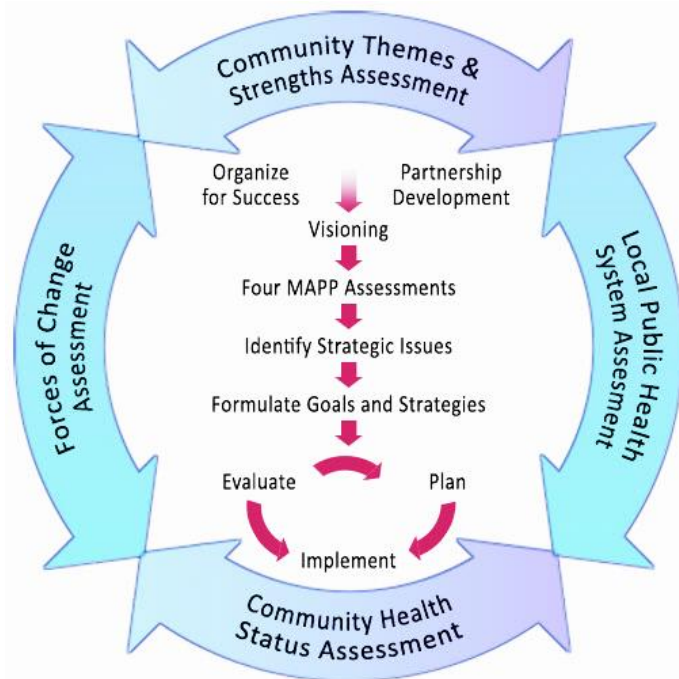 Community Themes &
Strengths Assessment
Organize
for Success
Partnership
Development
Visioning
Four MAPP Assessments
Identify Strategic Issues
Formulate Goals and Strategies
Evaluate
Plan
Implement
Forces of Change
Assessment
Local Public Health
System Assesment
Community Health
Status Assessment